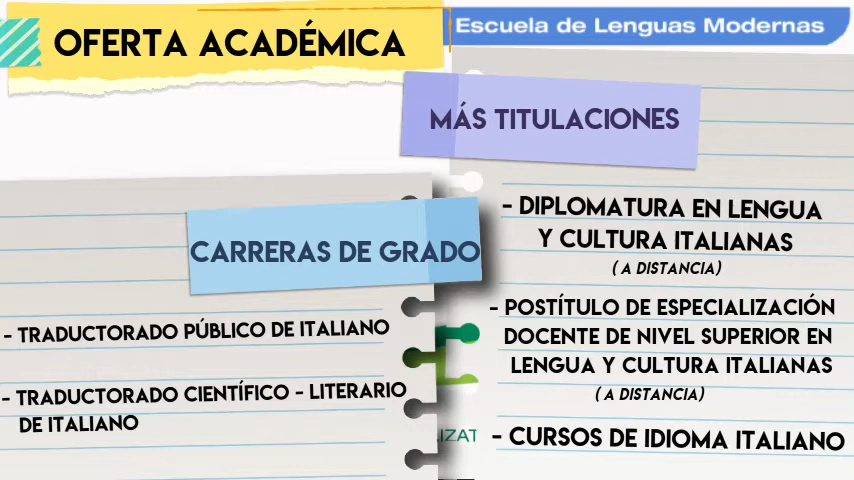 OFERTA ACADÉMICA
Escuela de Lenguas Modernas
MÁS TITULACIONES
- DIPLOMATURA EN LENGUA
Y CULTURA ITALIANAS
( A DISTANCIA)
- POSTÍTULO DE ESPECIALIZACIÓN
DOCENTE DE NIVEL SUPERIOR EN
LENGUA Y CULTURA ITALIANAS
( A DISTANCIA)
- CURSOS DE IDIOMA ITALIANO
CARRERAS DE GRADO
- TRADUCTORADO PÚBLICO DE ITALIANO
- TRADUCTORADO CIENTÍFICO - LITERARIO
DE ITALIANO